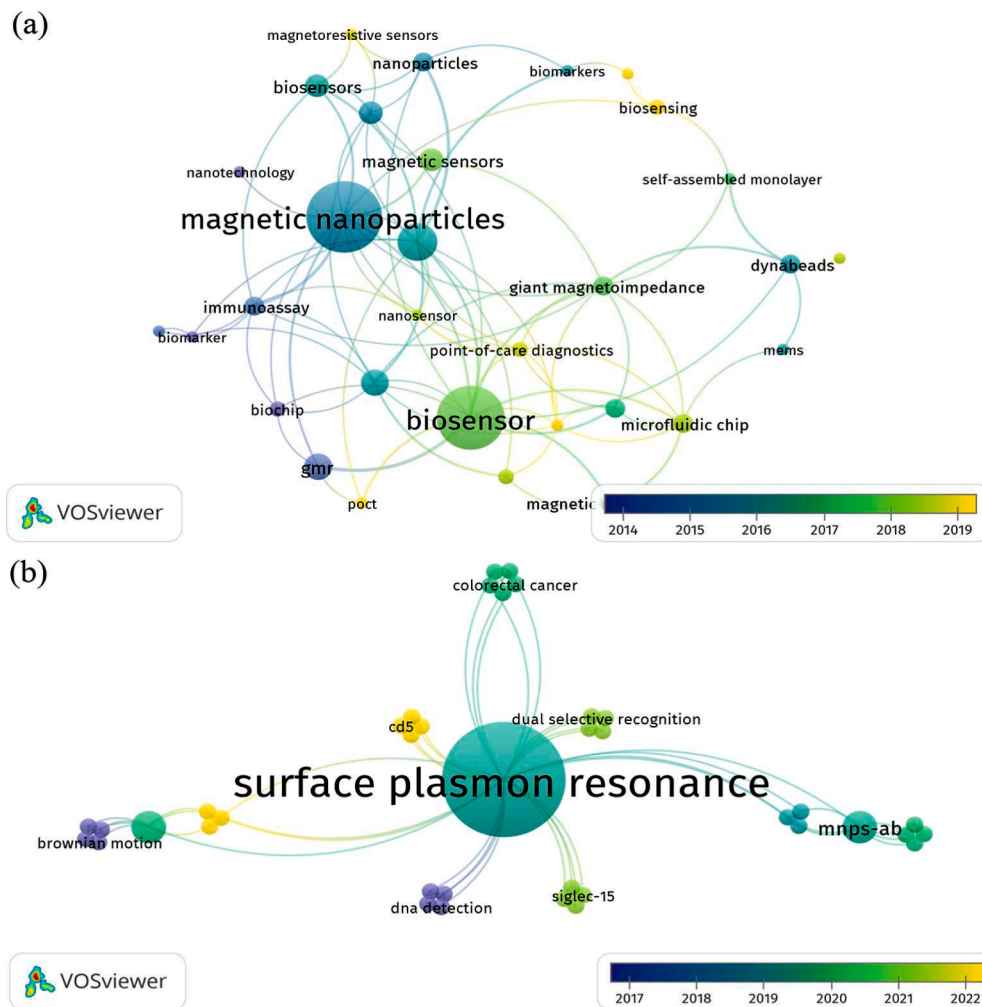 (a)
magnetoresistive sensors
nanoparticles
biomarkers
biosensors
biosensing
magnetic sensors
nanotechnology
self-assembled monolayer
magnetic nanoparticles
dynabeads
giant magnetoimpedance
immunoassay
nanosensor
biomarker
point-of-care diagnostics
mems
biochip
biosensor
microfluidic chip
gmr
poct
magnetic
VOSviewer
2014 2015 2016 2017 2018 2019
(b)
colorectal cancer
cd5
dual selective recognition
surface plasmon resonance
brownian motion
mnps-ab
dna detection
siglec-15
VOSviewer
2017 2018 2019 2020 2021 2022